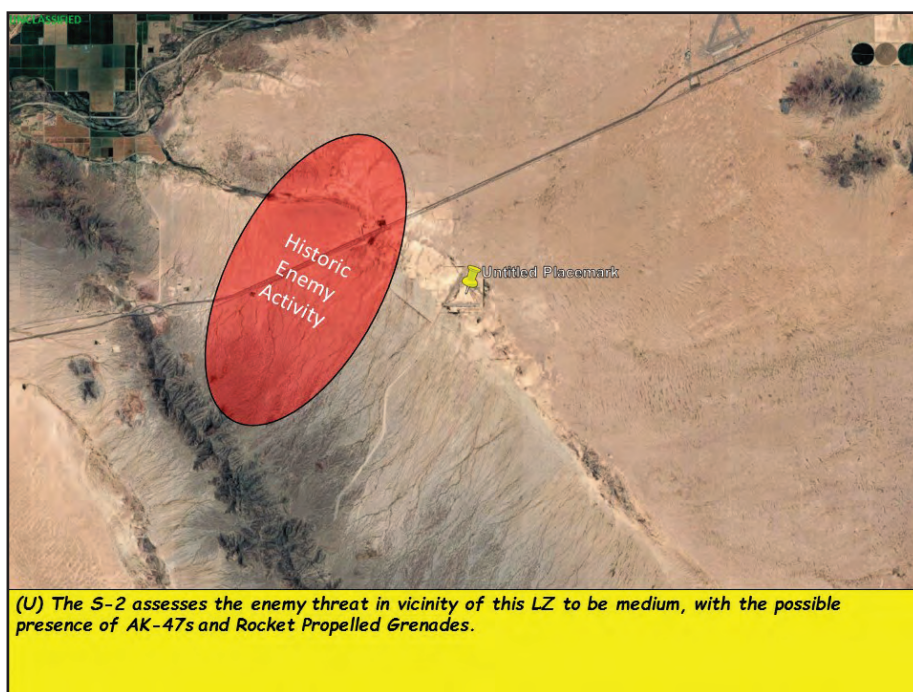 UNCLASSIFIED
Historic
Enemy
Activity
Untitled Placemark
(U) The S-2 assesses the enemy threat in vicinity of this LZ to be medium, with the possible
presence of AK-47s and Rocket Propelled Grenades.